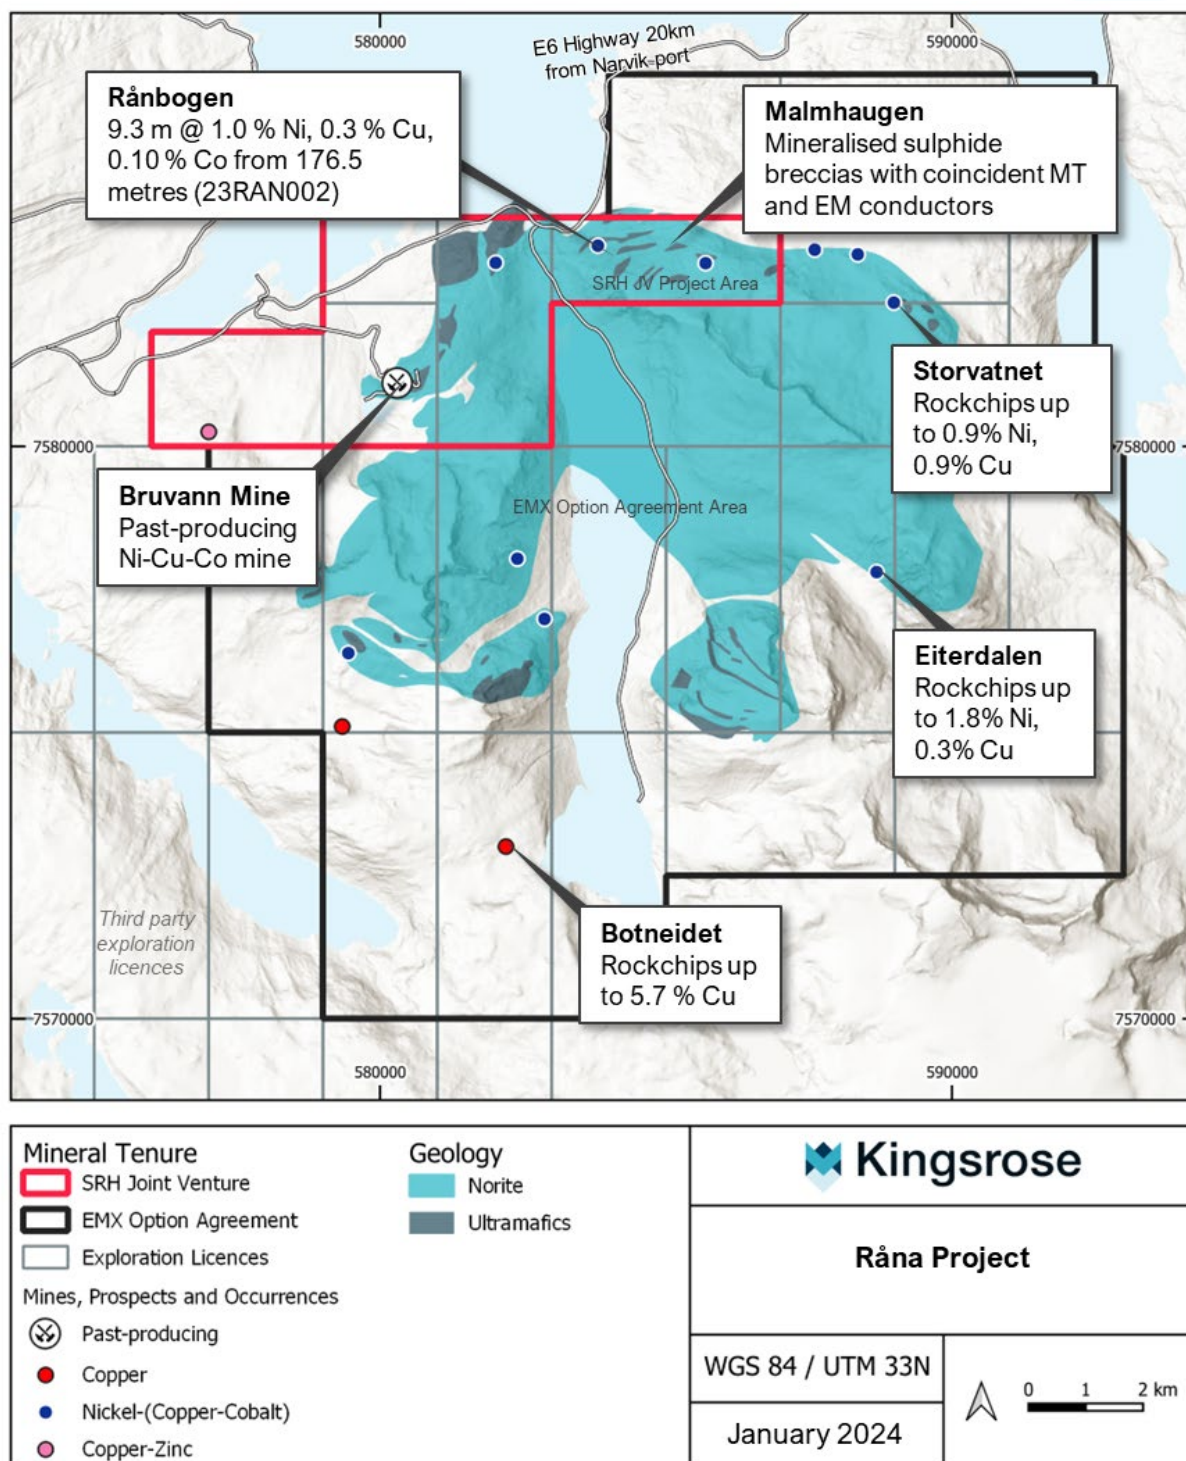 580000
590000
E6 Highway 20km
from Narvik port
Rånbogen
9.3 m @ 1.0 % Ni, 0.3 % Cu,
0.10 % Co from 176.5
metres (23RAN002)
Malmhaugen
Mineralised sulphide
breccias with coincident MT
and EM conductors
SRH JV Project Area
Storvatnet
Rockchips up
to 0.9% Ni,
0.9% Cu
7580000
7580000
Bruvann Mine
Past-producing
Ni-Cu-Co mine
EMX Option Agreement Area
Eiterdalen
Rockchips up
to 1.8% Ni,
0.3% Cu
Third party
exploration
licences
Botneidet
Rockchips up
to 5.7 % Cu
7570000
7570000
580000
590000
Mineral Tenure
SRH Joint Venture
EMX Option Agreement
Exploration Licences
Mines, Prospects and Occurrences
Past-producing
Copper
Nickel-(Copper-Cobalt)
Copper-Zinc
Geology
Norite
Ultramafics
Kingsrose
Råna Project
WGS 84 / UTM 33N
January 2024
0 1 2 km